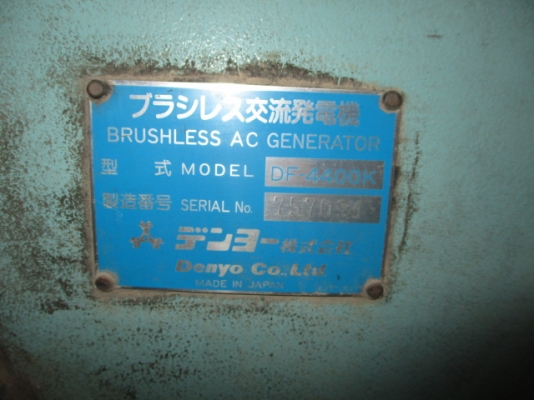 ブラシレス交流発電機
BRUSHLESS AC GENERATOR
型 式 MODEL
製造番号 SERIAL No.
デンヨー株式会社
Denyo Co., Ltd.
MADE IN JAPAN